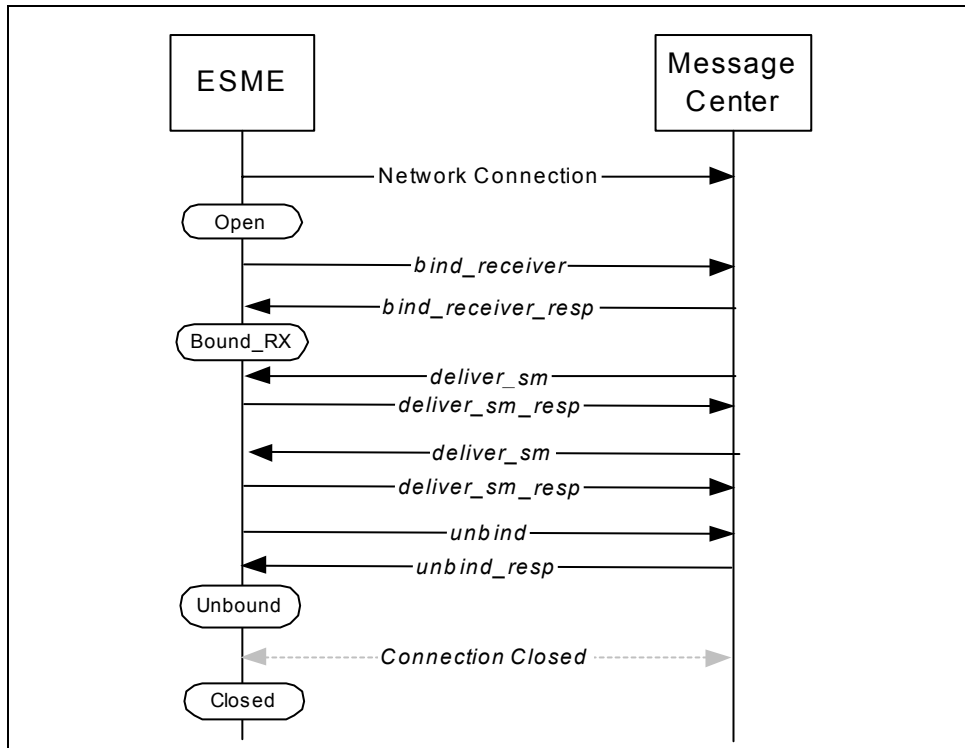 ESME
Message
Center
Network Connection
Open
bind_receiver
bind_receiver_resp
Bound_RX
deliver_sm
deliver_sm_resp
deliver_sm
deliver_sm_resp
unbind
unbind_resp
Unbound
Connection Closed
Closed